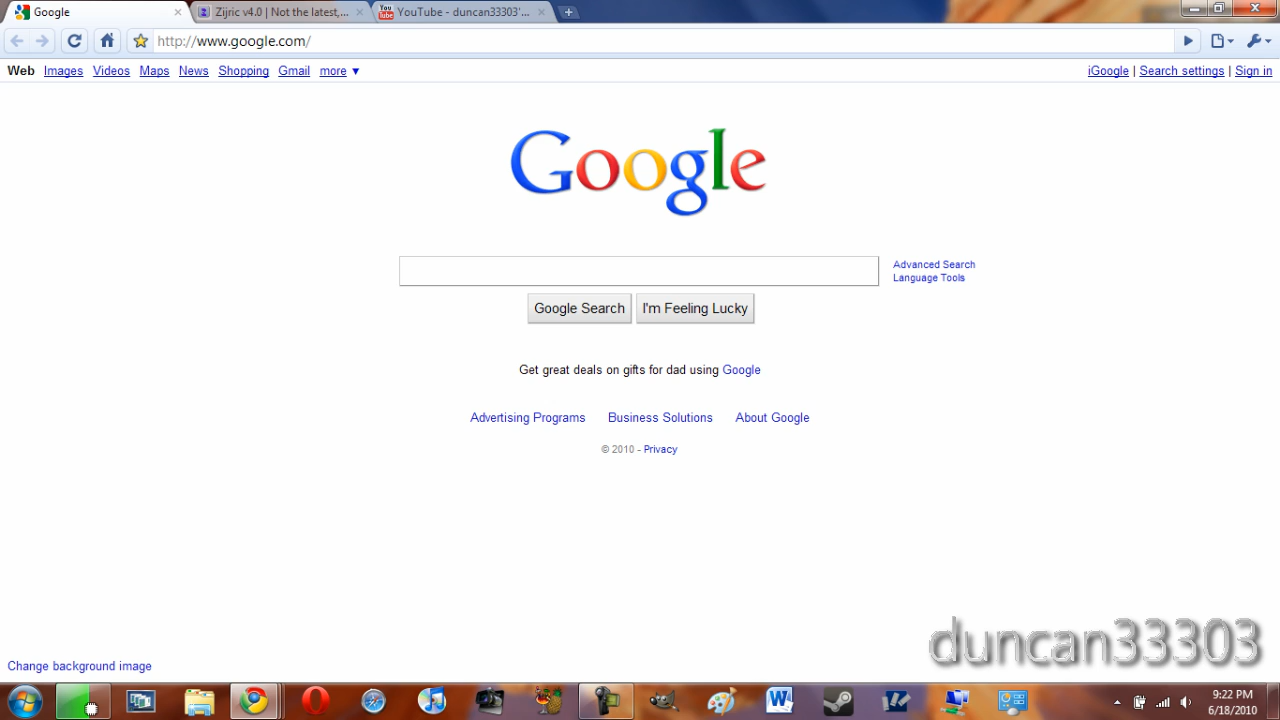 Google
Zijric v4.0 | Not the latest,...
YouTube - duncan33303'...
http://www.google.com/
Web Images Videos Maps News Shopping Gmail more ▼
iGoogle | Search settings | Sign in
Google
Advanced Search
Language Tools
Google Search I'm Feeling Lucky
Get great deals on gifts for dad using Google
Advertising Programs Business Solutions About Google
© 2010 - Privacy
duncan33303
Change background image
9:22 PM
6/18/2010